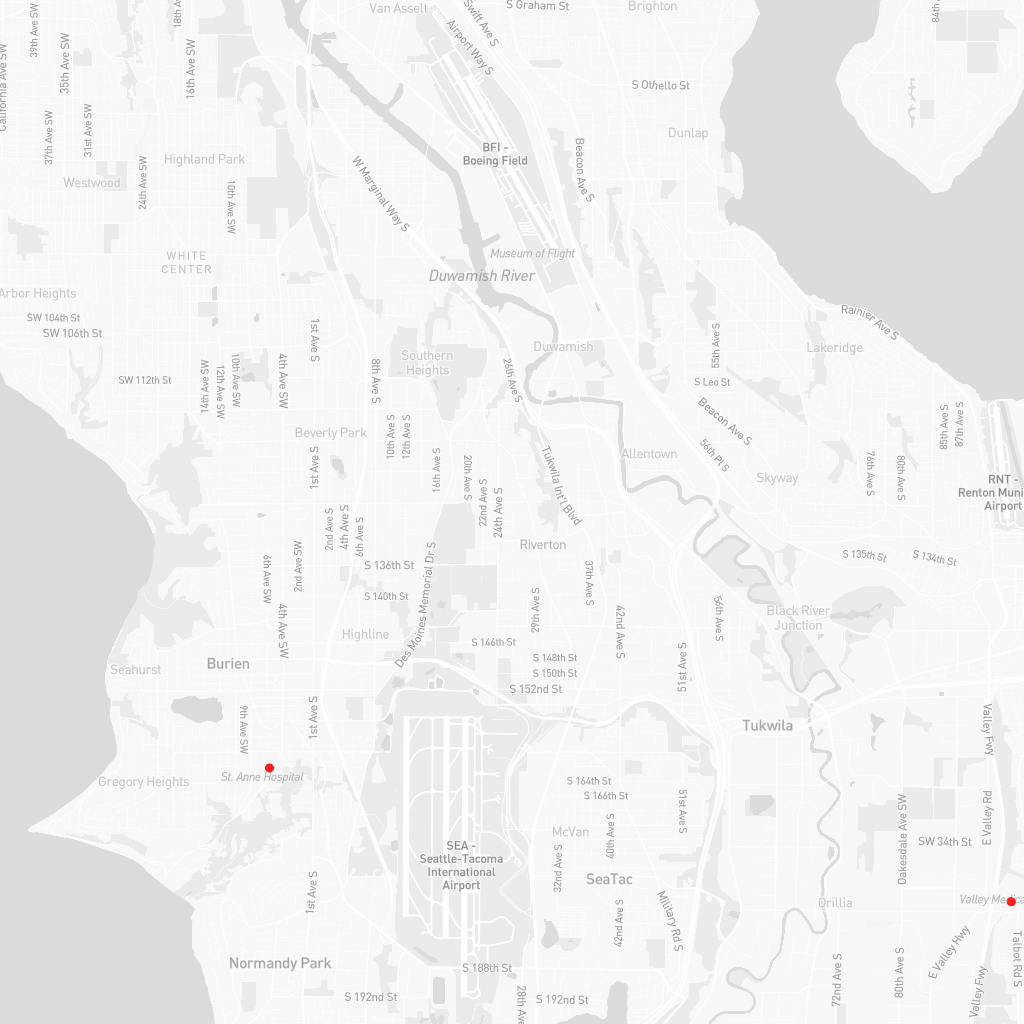 Van Asselt
Swift Ave S
S Graham St
Brighton
84th A
39th Ave SW
18th A
California Ave SW
35th Ave SW
16th Ave SW
Airport Way S
S Othello St
37th Ave SW
31st Ave SW
Dunlap
Highland Park
BFI -
Boeing Field
Beacon Ave S
Westwood
24th Ave SW
10th Ave SW
W Marginal Way S
WHITE
CENTER
Museum of Flight
Duwamish River
Arbor Heights
SW 104th St
SW 106th St
Rainier Ave S
1st Ave S
Southern
Heights
Duwamish
55th Ave S
Lakeridge
SW 112th St
14th Ave SW
12th Ave SW
10th Ave SW
4th Ave SW
8th Ave S
26th Ave S
S Leo St
Beverly Park
10th Ave S
12th Ave S
Beacon Ave S
85th Ave S
87th Ave S
1st Ave S
16th Ave S
20th Ave S
22nd Ave S
24th Ave S
Tukwila Int'l Blvd
Allentown
56th Pl S
Skyway
76th Ave S
80th Ave S
RNT -
Renton Muni
Airport
2nd Ave S
4th Ave S
6th Ave S
Riverton
S 135th St
S 134th St
6th Ave SW
2nd Ave SW
S 136th St
S 140th St
Des Moines Memorial Dr S
37th Ave S
29th Ave S
42nd Ave S
56th Ave S
Black River
Junction
4th Ave SW
Highline
S 146th St
S 148th St
S 150th St
S 152nd St
51st Ave S
Seahurst
Burien
9th Ave SW
1st Ave S
Tukwila
Valley Fwy
Gregory Heights
St. Anne Hospital
S 164th St
S 166th St
51st Ave S
E Valley Rd
McVan
40th Ave S
Oakesdale Ave SW
SW 34th St
SEA -
Seattle-Tacoma
International
Airport
32nd Ave S
SeaTac
1st Ave S
42nd Ave S
Military Rd S
Orillia
Valley Medica
Talbot Rd S
E Valley Hwy
Normandy Park
S 188th St
S 192nd St
28th Ave
S 192nd St
72nd Ave S
80th Ave S
Valley Fwy